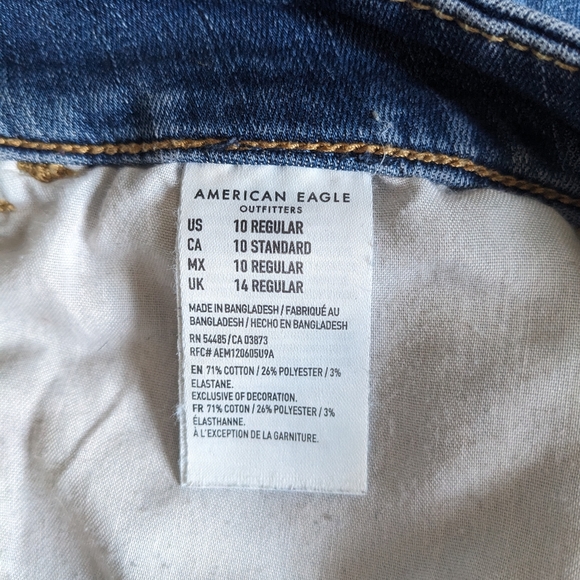 AMERICAN EAGLE
OUTFITTERS
US 10 REGULAR
CA 10 STANDARD
MX 10 REGULAR
UK 14 REGULAR
MADE IN BANGLADESH / FABRIQUÉ AU
BANGLADESH / HECHO EN BANGLADESH
RN 54485 / CA 03873
RFC# AEM120605U9A
EN 71% COTTON / 26% POLYESTER / 3%
ELASTANE.
EXCLUSIVE OF DECORATION.
FR 71% COTON / 26% POLYESTER / 3%
ÉLASTHANNE.
À L'EXCEPTION DE LA GARNITURE.